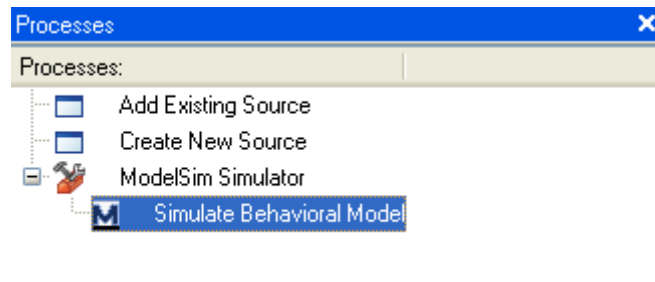 Processes
Processes:
Add Existing Source
Create New Source
ModelSim Simulator
Simulate Behavioral Model